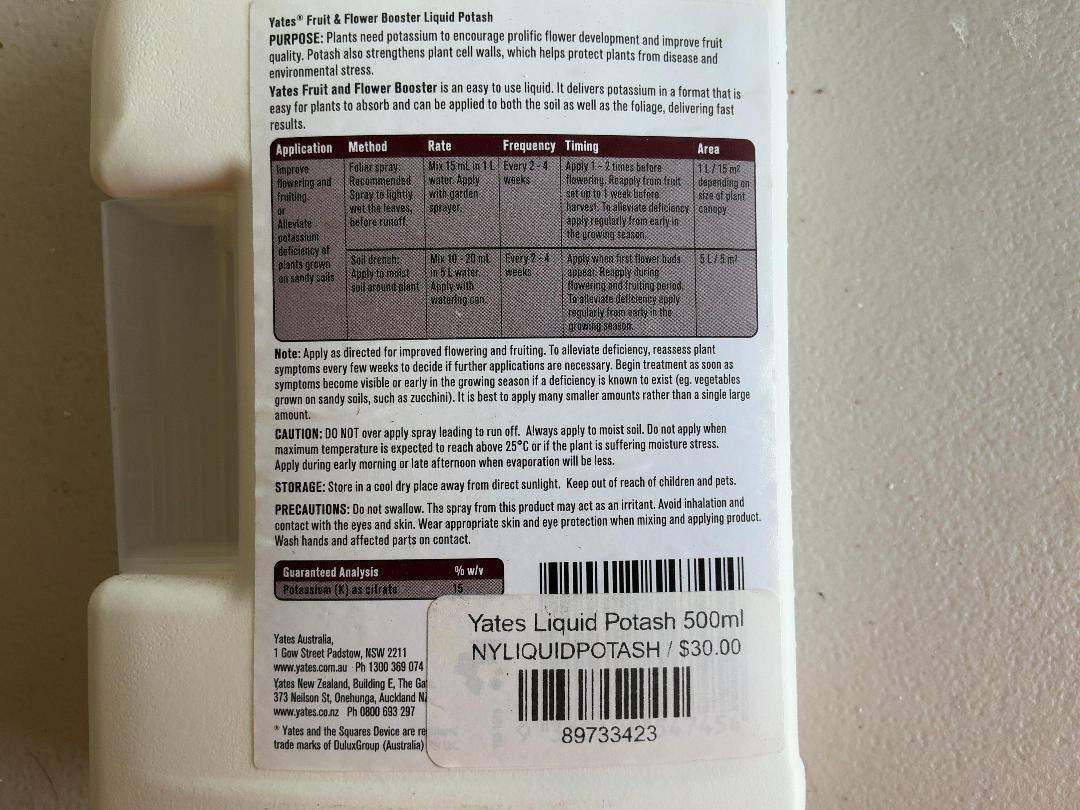 Yates® Fruit & Flower Booster Liquid Potash
PURPOSE: Plants need potassium to encourage prolific flower development and improve fruit
quality. Potash also strengthens plant cell walls, which helps protect plants from disease and
environmental stress.
Yates Fruit and Flower Booster is an easy to use liquid. It delivers potassium in a format that is
easy for plants to absorb and can be applied to both the soil as well as the foliage, delivering fast
results.
Application Method Rate Frequency Timing Area
Improve
flowering and
fruiting.
or
Alleviate
potassium
deficiency of
plants grown
on sandy soils
Foliar spray:
Recommended
Spray to lightly
wet the leaves,
before runoff.
Mix 15 mL in 1 L
water. Apply
with garden
sprayer.
Every 2 - 4
weeks
Apply 1 - 2 times before
flowering. Reapply from fruit
set up to 1 week before
harvest. To alleviate deficiency
apply regularly from early in
the growing season.
1 L / 15 m²
depending on
size of plant
canopy
Soil drench:
Apply to moist
soil around plant
Mix 10 - 20 mL
in 5 L water.
Apply with
watering can.
Every 2 - 4
weeks
Apply when first flower buds
appear. Reapply during
flowering and fruiting period.
To alleviate deficiency apply
regularly from early in the
growing season.
5 L / 5 m²
Note: Apply as directed for improved flowering and fruiting. To alleviate deficiency, reassess plant
symptoms every few weeks to decide if further applications are necessary. Begin treatment as soon as
symptoms become visible or early in the growing season if a deficiency is known to exist (eg. vegetables
grown on sandy soils, such as zucchini). It is best to apply many smaller amounts rather than a single large
amount.
CAUTION: DO NOT over apply spray leading to run off. Always apply to moist soil. Do not apply when
maximum temperature is expected to reach above 25°C or if the plant is suffering moisture stress.
Apply during early morning or late afternoon when evaporation will be less.
STORAGE: Store in a cool dry place away from direct sunlight. Keep out of reach of children and pets.
PRECAUTIONS: Do not swallow. The spray from this product may act as an irritant. Avoid inhalation and
contact with the eyes and skin. Wear appropriate skin and eye protection when mixing and applying product.
Wash hands and affected parts on contact.
Guaranteed Analysis % w/v
Potassium (K) as citrate 15
Yates Australia,
1 Gow Street Padstow, NSW 2211
www.yates.com.au Ph 1300 369 074
Yates New Zealand, Building E, The Ga
373 Neilson St, Onehunga, Auckland NZ
www.yates.co.nz Ph 0800 693 297
® Yates and the Squares Device are re
trade marks of DuluxGroup (Australia)
Yates Liquid Potash 500ml
NYLIQUIDPOTASH / $30.00
89733423